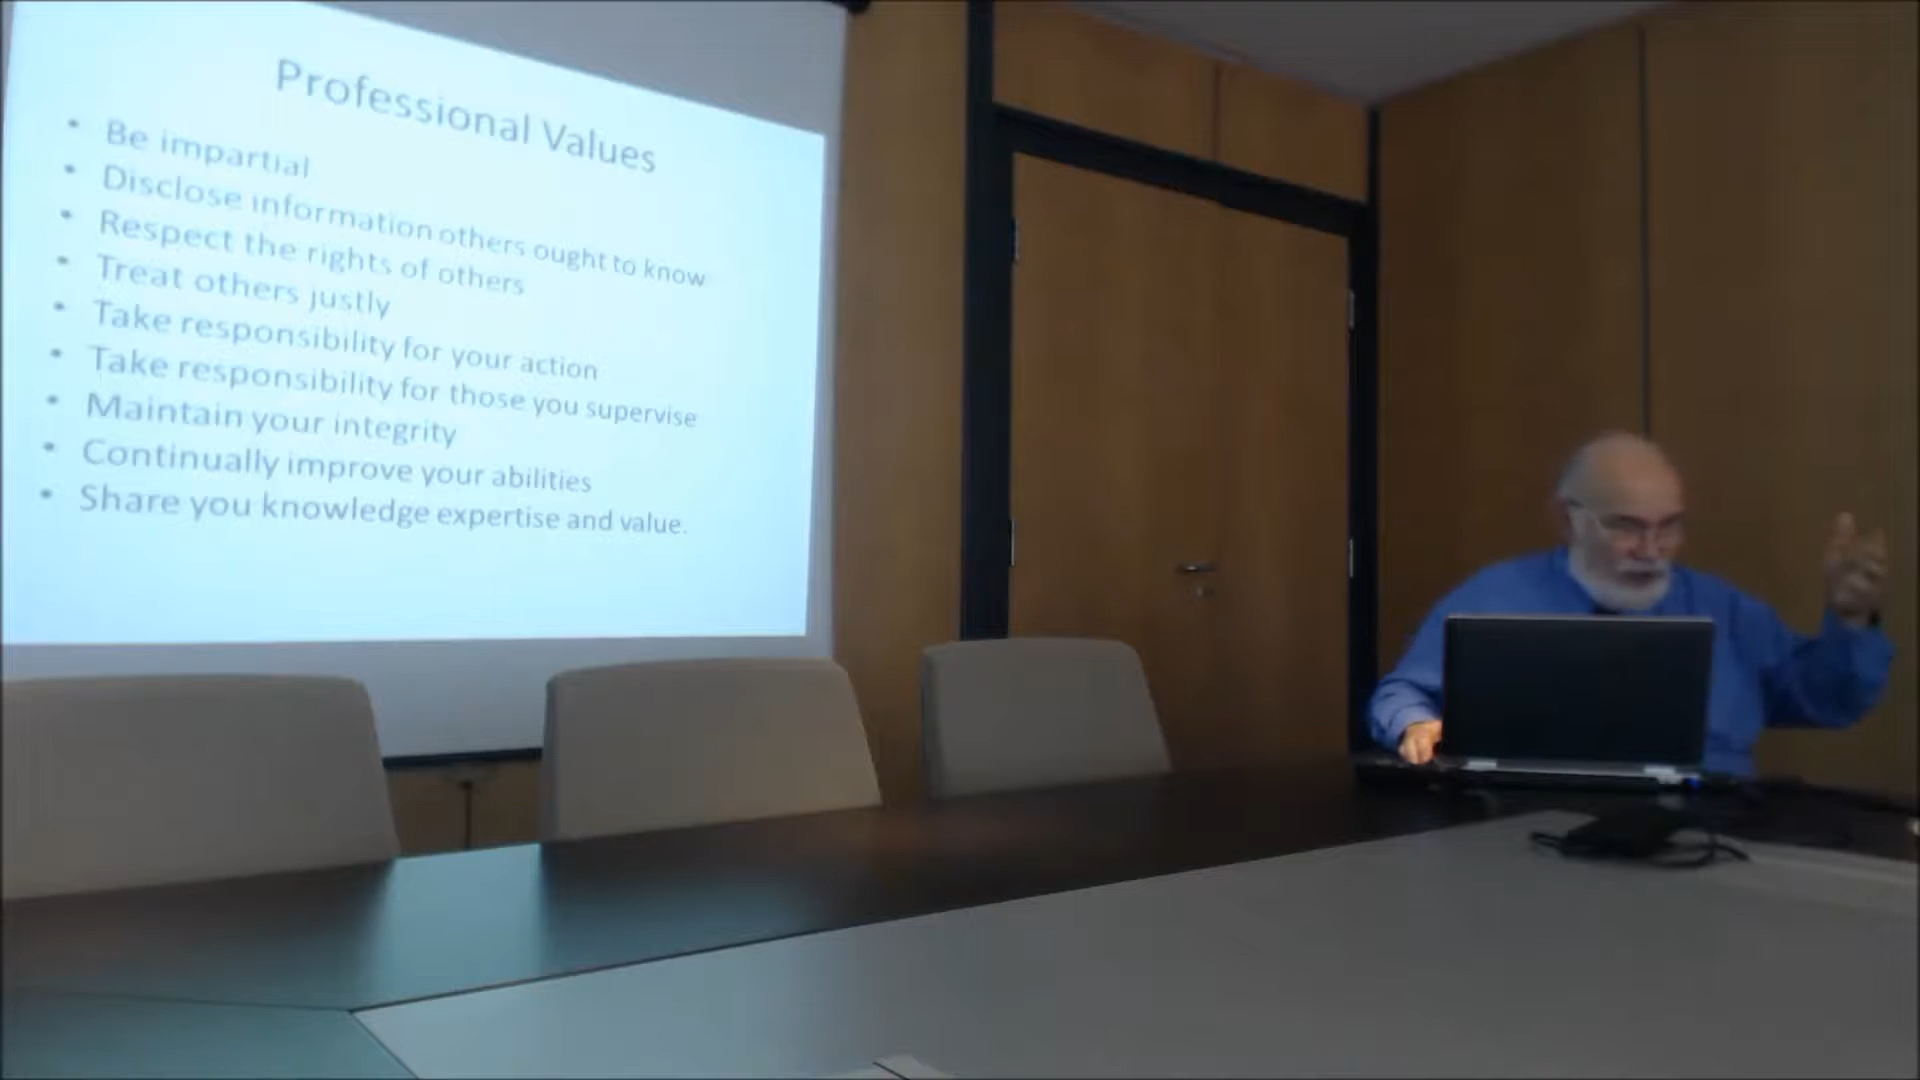 Professional Values
• Be impartial
• Disclose information others ought to know
• Respect the rights of others
• Treat others justly
• Take responsibility for your action
• Take responsibility for those you supervise
• Maintain your integrity
• Continually improve your abilities
• Share you knowledge expertise and value.